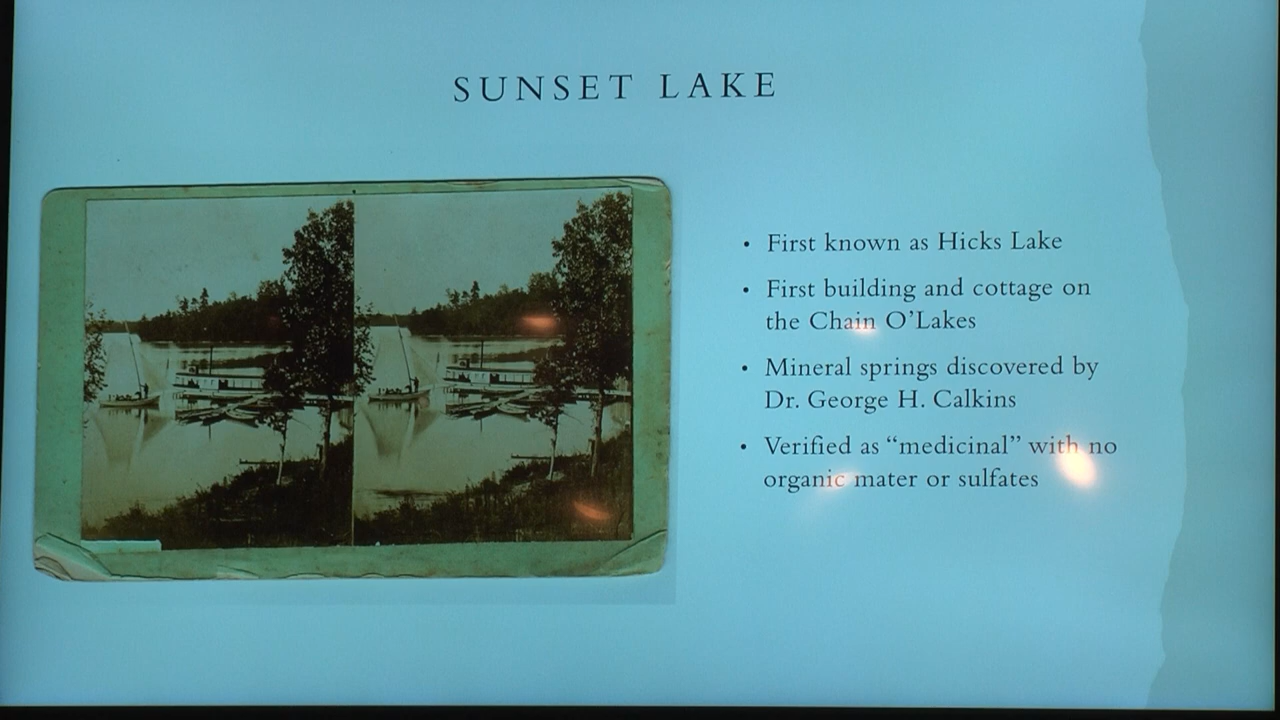 SUNSET LAKE
• First known as Hicks Lake
• First building and cottage on
the Chain O'Lakes
• Mineral springs discovered by
Dr. George H. Calkins
• Verified as “medicinal” with no
organic mater or sulfates